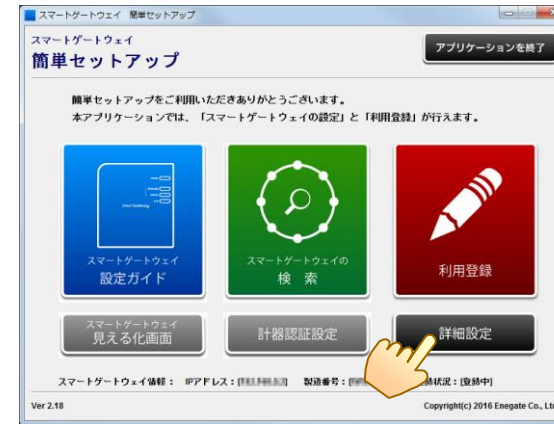 スマートゲートウェイ 簡単セットアップ
スマートゲートウェイ
簡単セットアップ
アプリケーションを終了
簡単セットアップをご利用いただきありがとうございます。
本アプリケーションでは、「スマートゲートウェイの設定」と「利用登録」が行えます。
スマートゲートウェイ
設定ガイド
スマートゲートウェイの
検 索
利用登録
スマートゲートウェイ
見える化画面
計器認証設定
詳細設定
スマートゲートウェイ情報： IPアドレス：[ ] 製造番号：[ 状況：[登録中]
Ver 2.18
Copyright(c) 2016 Enegate Co., Lt